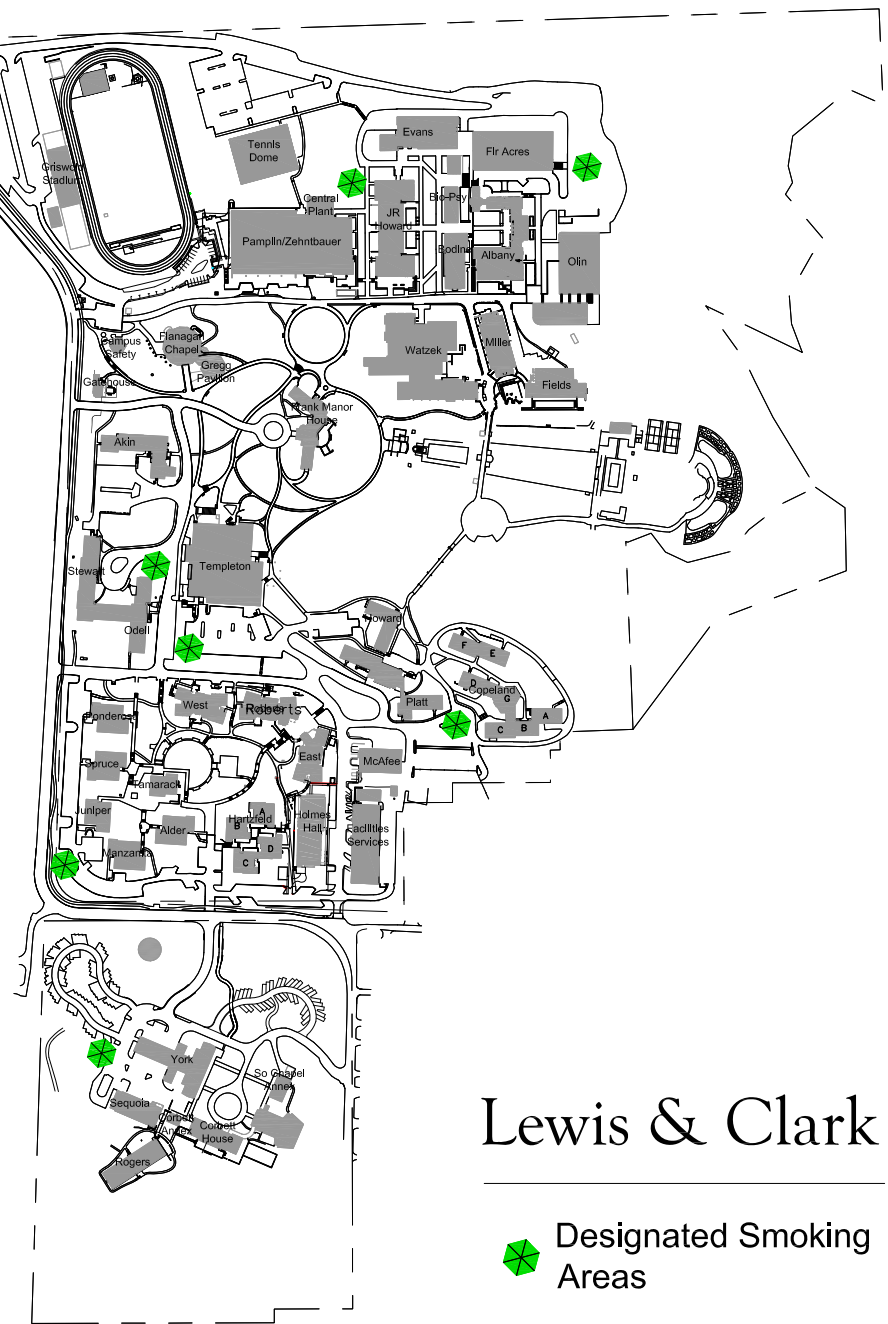 Evans
Tennis
Dome
Fir Acres
Griswold
Stadium
Central
Plant
JR
Howard
Bio-Psy
Pamplin/Zehntbauer
Bodine
Albany
Olin
Campus
Safety
Flanagan
Chapel
Gregg
Pavilion
Watzek
Miller
Gatehouse
Fields
Frank Manor
House
Akin
Stewart
Templeton
Odell
Howard
F
E
D
Copeland
G
A
B
C
Platt
Ponderosa
West
Roberts
Roberts
East
McAfee
Spruce
Tamarack
Juniper
Alder
Manzanita
A
Hartzfeld
B
D
C
Holmes
Hall
Facilities
Services
York
So Chapel
Annex
Sequoia
Corbett
Annex
Corbett
House
Rogers
Lewis & Clark
Designated Smoking
Areas